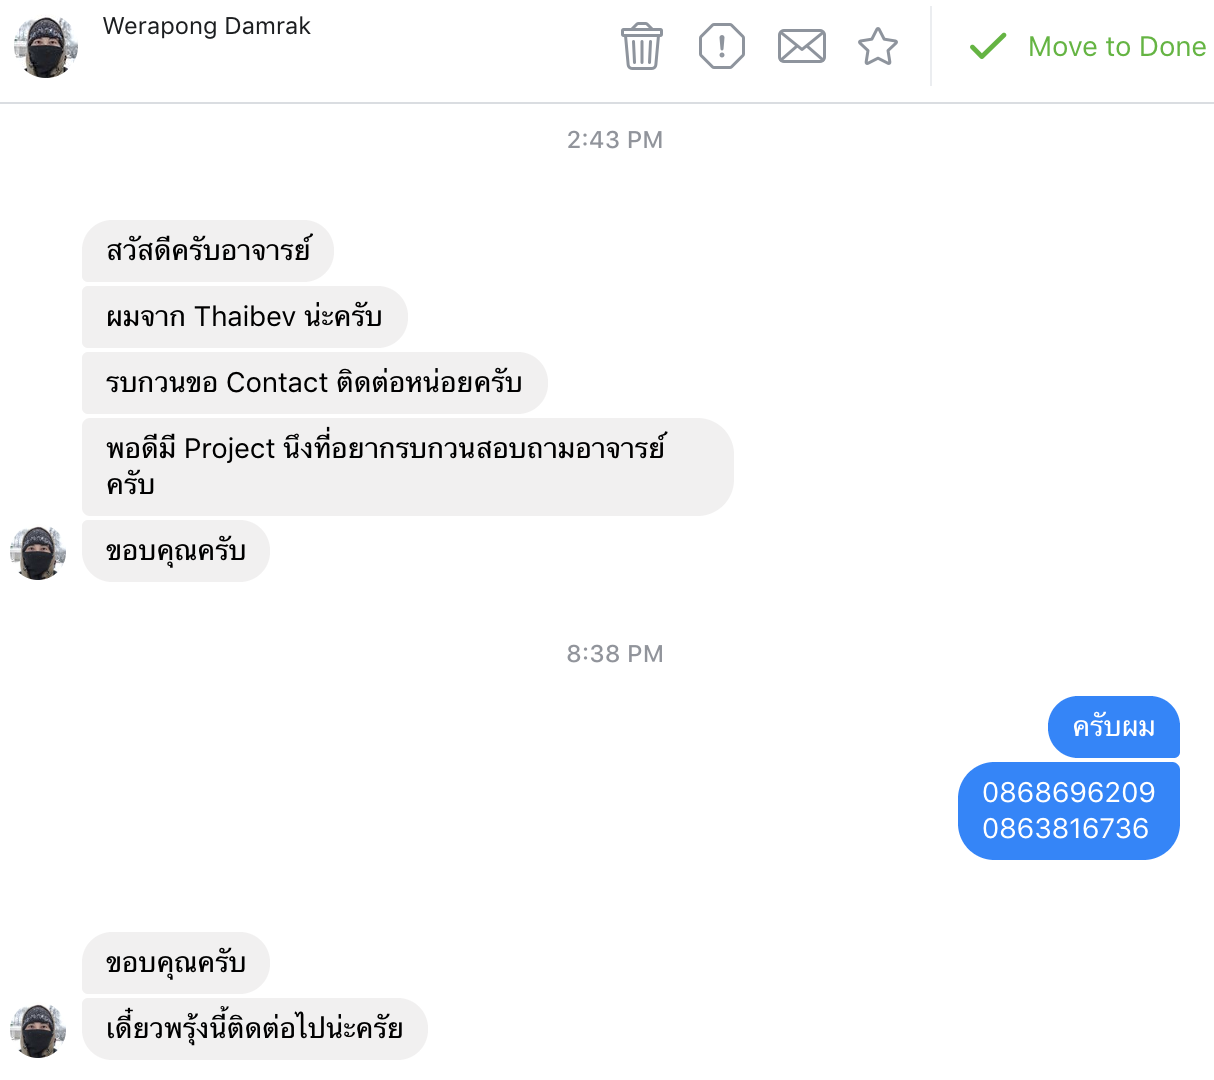 Werapong Damrak
Move to Done
2:43 PM
สวัสดีครับอาจารย์
ผมจาก Thaibev น่ะครับ
รบกวนขอ Contact ติดต่อหน่อยครับ
พอดีมี Project นึงที่อยากรบกวนสอบถามอาจารย์
ครับ
ขอบคุณครับ
8:38 PM
ครับผม
0868696209
0863816736
ขอบคุณครับ
เดี๋ยวพรุ้งนี้ติดต่อไปน่ะครัย